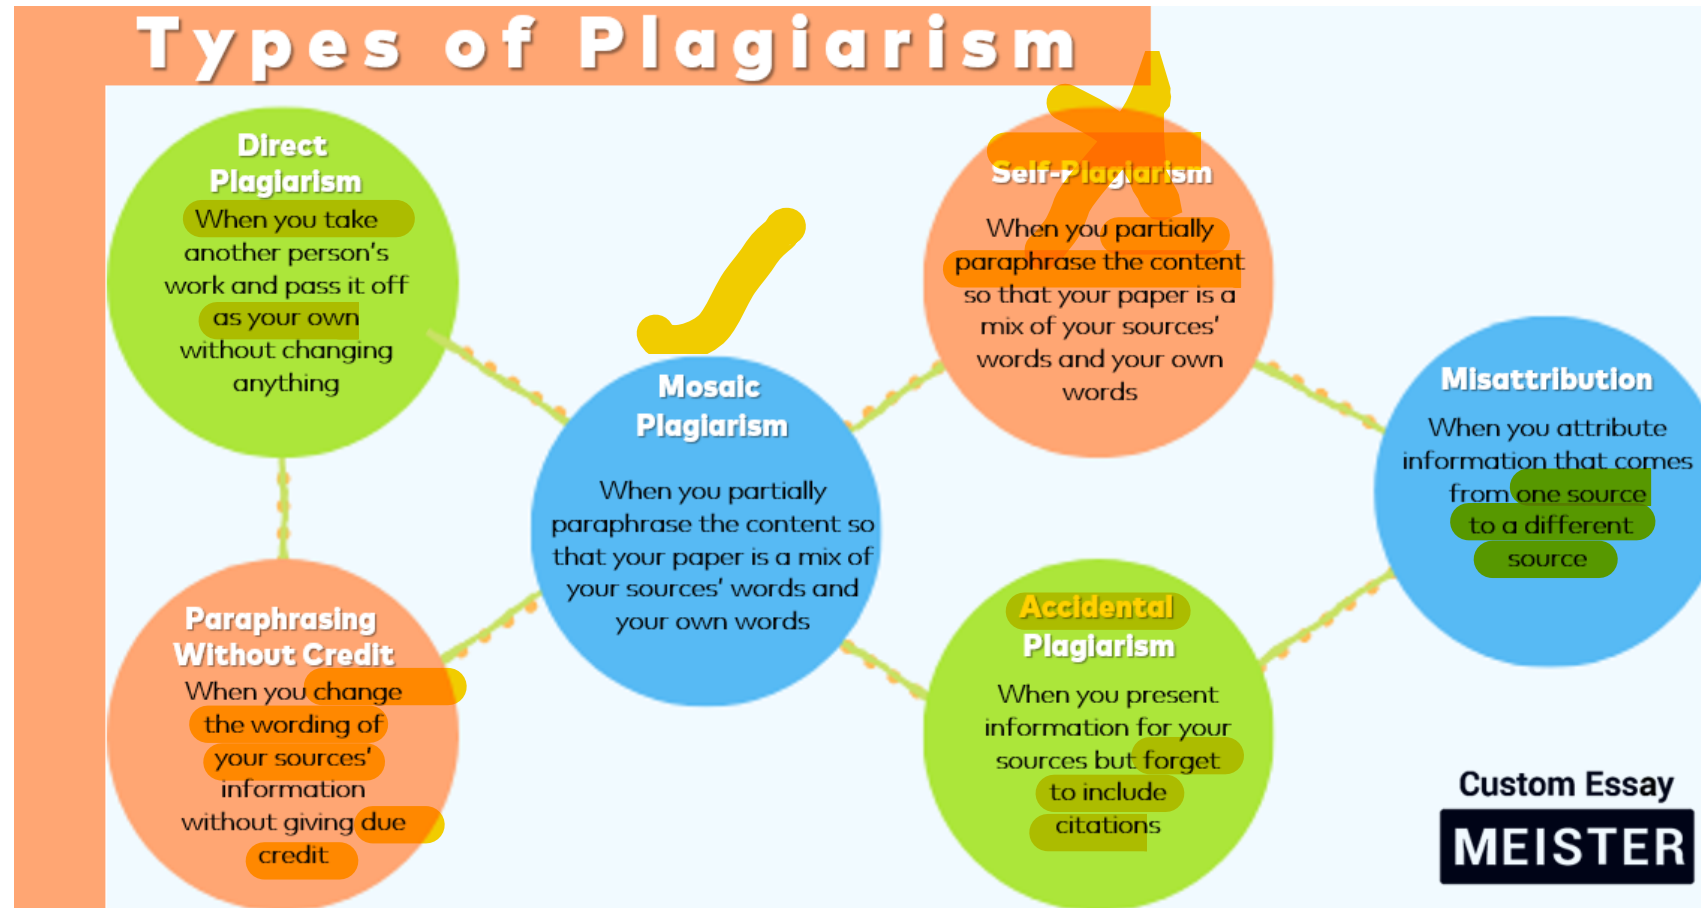 Types of Plagiarism
Direct
Plagiarism
When you take
another person's
work and pass it off
as your own
without changing
anything
Mosaic
Plagiarism
When you partially
paraphrase the content so
that your paper is a mix of
your sources' words and
your own words
Self-Plagiarism
When you partially
paraphrase the content
so that your paper is a
mix of your sources'
words and your own
words
Misattribution
When you attribute
information that comes
from one source
to a different
source
Paraphrasing
Without Credit
When you change
the wording of
your sources'
information
without giving due
credit
Accidental
Plagiarism
When you present
information for your
sources but forget
to include
citations
Custom Essay
MEISTER